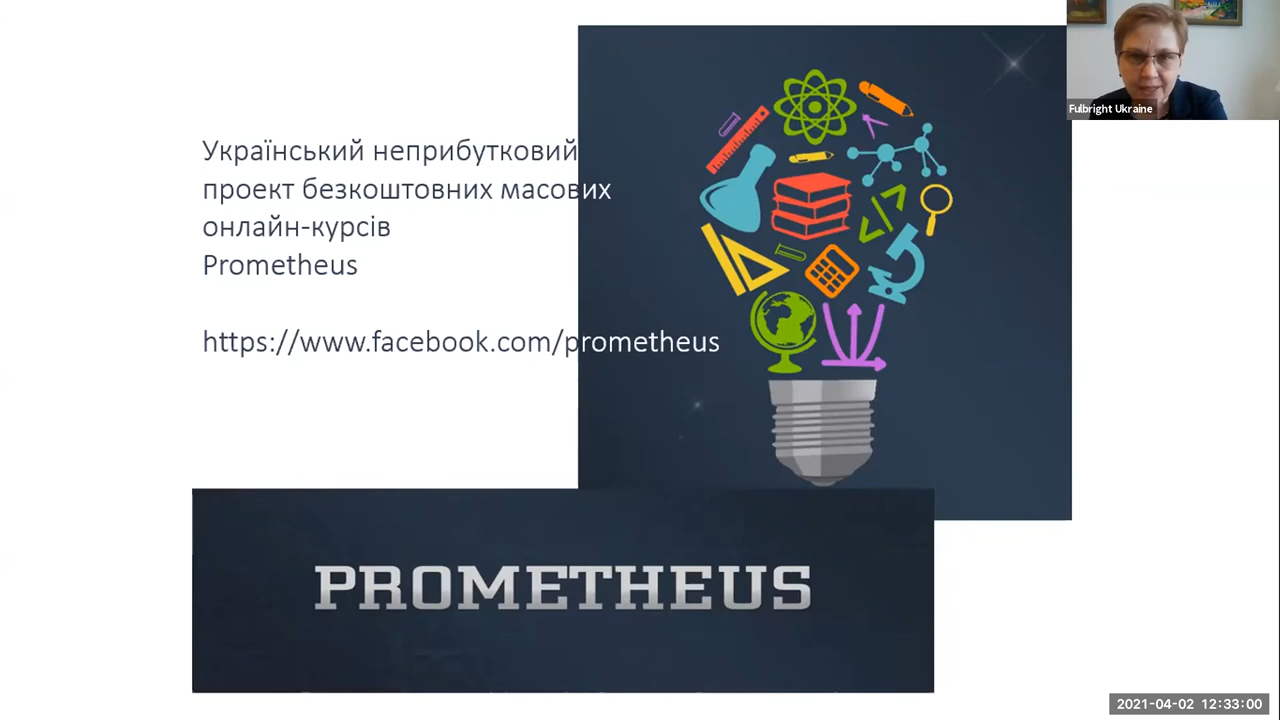 Fulbright Ukraine
Український неприбутковий
проект безкоштовних масових
онлайн-курсів
Prometheus
https://www.facebook.com/prometheus
PROMETHEUS
2021-04-02 12:33:00